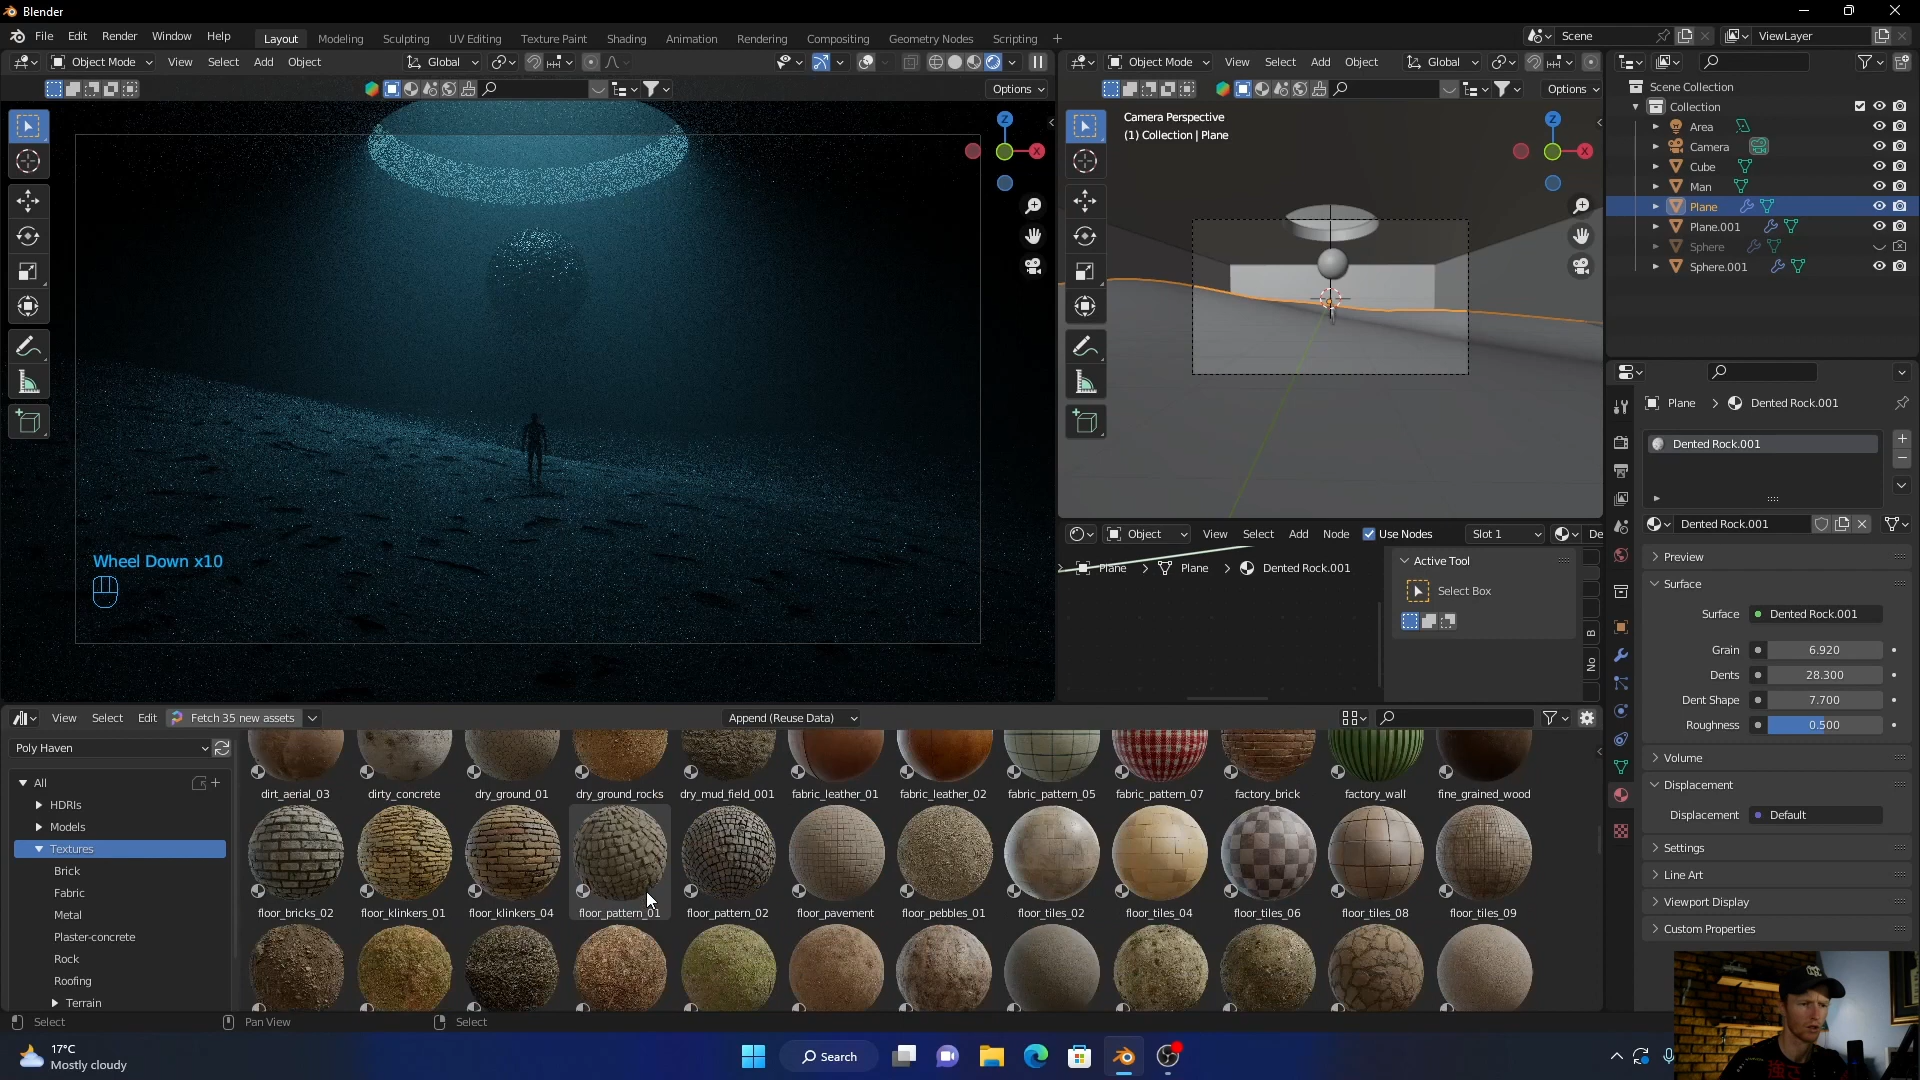 Blender
File Edit Render Window Help
Layout Modeling Sculpting UV Editing Texture Paint Shading Animation Rendering Compositing Geometry Nodes Scripting +
Scene
ViewLayer
Object Mode View Select Add Object Global
Options
Object Mode View Select Add Object Global
Options
Camera Perspective
(1) Collection | Plane
Z
X
Z
X
Wheel Down x10
Scene Collection
Collection
Area
Camera
Cube
Man
Plane
Plane.001
Sphere
Sphere.001
Plane > Dented Rock.001
Dented Rock.001
Dented Rock.001
Preview
Surface
Surface Dented Rock.001
Grain 6.920
Dents 28.300
Dent Shape 7.700
Roughness 0.500
Volume
Displacement
Displacement Default
Settings
Line Art
Viewport Display
Custom Properties
Object View Select Add Node Use Nodes Slot 1 De
Plane > Plane > Dented Rock.001
Active Tool
Select Box
B
No
View Select Edit Fetch 35 new assets
Append (Reuse Data)
Poly Haven
All
HDRIs
Models
Textures
Brick
Fabric
Metal
Plaster-concrete
Rock
Roofing
Terrain
dirt_aerial_03 dirty_concrete dry_ground_01 dry_ground_rocks dry_mud_field_001 fabric_leather_01 fabric_leather_02 fabric_pattern_05 fabric_pattern_07 factory_brick factory_wall fine_grained_wood
floor_bricks_02 floor_klinkers_01 floor_klinkers_04 floor_pattern_01 floor_pattern_02 floor_pavement floor_pebbles_01 floor_tiles_02 floor_tiles_04 floor_tiles_06 floor_tiles_08 floor_tiles_09
Select Pan View Select
17°C
Mostly cloudy
Search